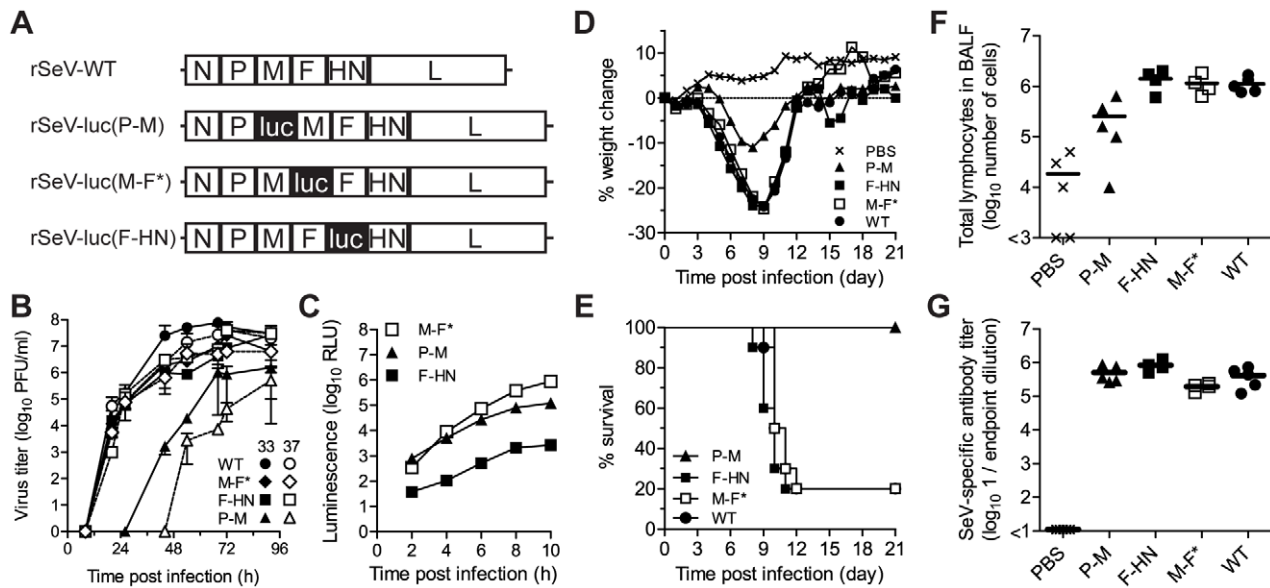 A
rSeV-WT
N P M F HN L
rSeV-luc(P-M)
N P luc M F HN L
rSeV-luc(M-F*)
N P M luc F HN L
rSeV-luc(F-HN)
N P M F luc HN L
B
Virus titer (log10 PFU/ml)
8
7
6
5
4
3
2
1
0
33 37
WT
M-F*
F-HN
P-M
0 24 48 72 96
Time post infection (h)
C
Luminescence (log10 RLU)
9
8
7
6
5
4
3
2
1
0
M-F*
P-M
F-HN
2 4 6 8 10
Time post infection (h)
D
% weight change
20
10
0
-10
-20
-30
PBS
P-M
F-HN
M-F*
WT
0 3 6 9 12 15 18 21
Time post infection (day)
E
% survival
100
80
60
40
20
0
P-M
F-HN
M-F*
WT
0 3 6 9 12 15 18 21
Time post infection (day)
F
Total lymphocytes in BALF
(log10 number of cells)
7
6
5
4
<3
PBS
P-M
F-HN
M-F*
WT
G
SeV-specific antibody titer
(log10 1 / endpoint dilution)
7
6
5
4
3
2
<1
PBS
P-M
F-HN
M-F*
WT